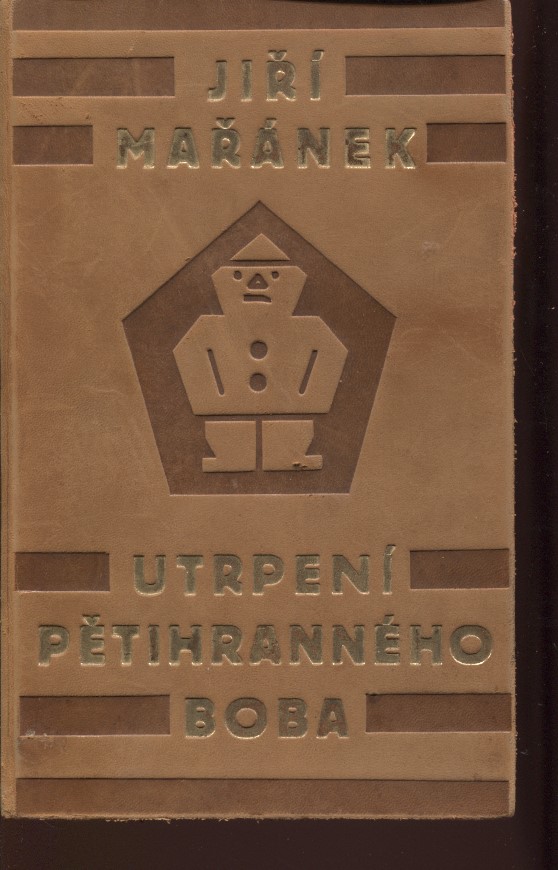 JIŘÍ
MAŘÁNEK
UTRPENÍ
PĚTIHRANNÉHO
BOBA